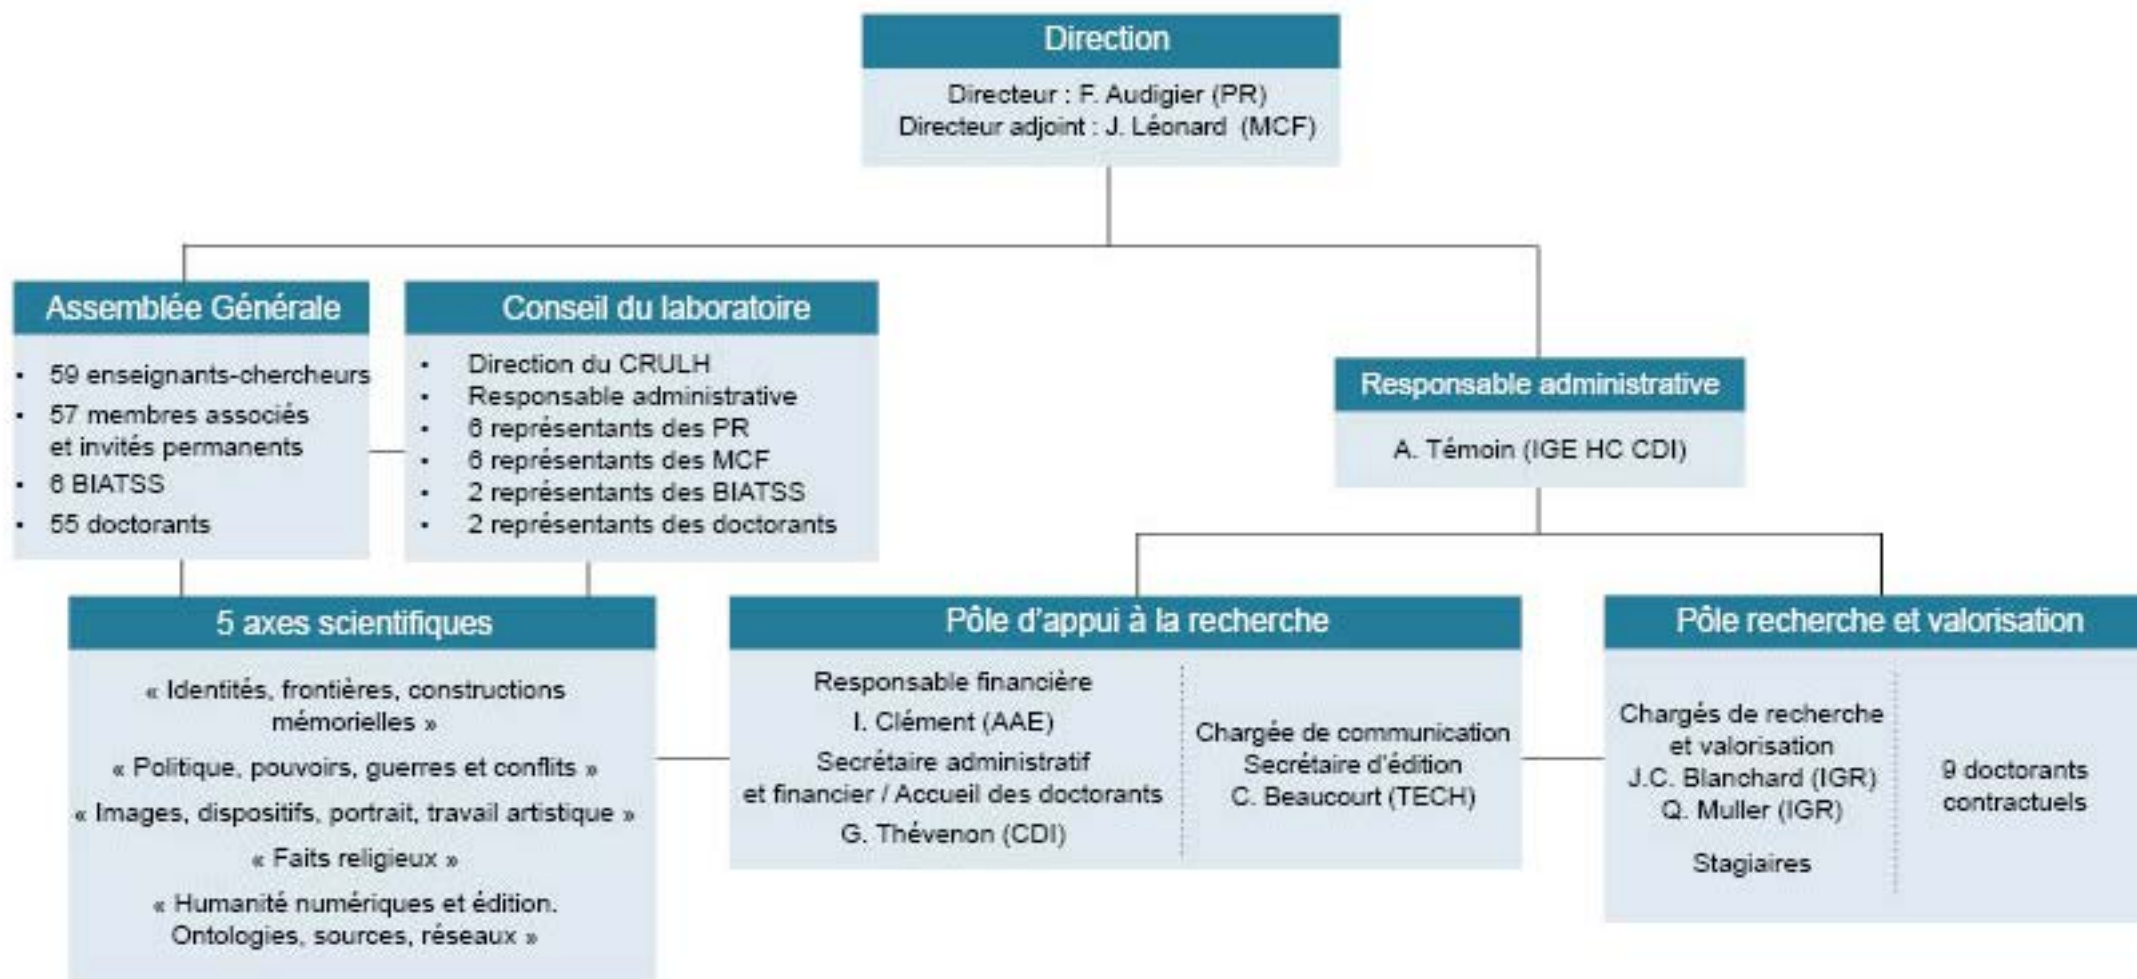 Direction
Directeur : F. Audigier (PR)
Directeur adjoint : J. Léonard (MCF)
Assemblée Générale
• 59 enseignants-chercheurs
• 57 membres associés
et invités permanents
• 6 BIATSS
• 55 doctorants
Conseil du laboratoire
• Direction du CRULH
• Responsable administrative
• 6 représentants des PR
• 6 représentants des MCF
• 2 représentants des BIATSS
• 2 représentants des doctorants
Responsable administrative
A. Témoin (IGE HC CDI)
5 axes scientifiques
« Identités, frontières, constructions
mémorielles »
« Politique, pouvoirs, guerres et conflits »
« Images, dispositifs, portrait, travail artistique »
« Faits religieux »
« Humanité numériques et édition.
Ontologies, sources, réseaux »
Pôle d'appui à la recherche
Responsable financière
I. Clément (AAE)
Secrétaire administratif
et financier / Accueil des doctorants
G. Thévenon (CDI)
Chargée de communication
Secrétaire d'édition
C. Beaucourt (TECH)
Pôle recherche et valorisation
Chargés de recherche
et valorisation
J.C. Blanchard (IGR)
Q. Muller (IGR)
Stagiaires
9 doctorants
contractuels